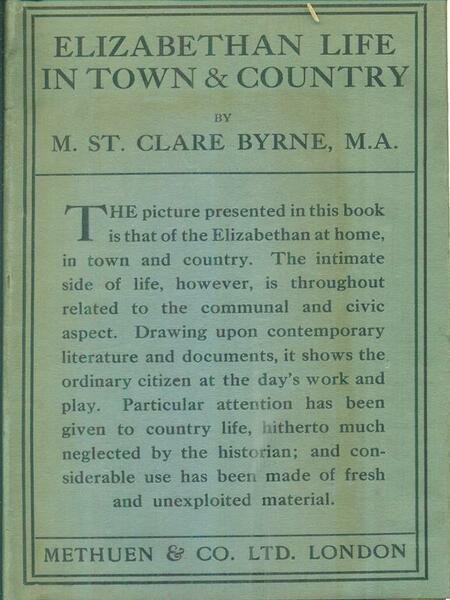 ELIZABETHAN LIFE
IN TOWN & COUNTRY
BY
M. ST. CLARE BYRNE, M.A.
THE picture presented in this book
is that of the Elizabethan at home,
in town and country. The intimate
side of life, however, is throughout
related to the communal and civic
aspect. Drawing upon contemporary
literature and documents, it shows the
ordinary citizen at the day's work and
play. Particular attention has been
given to country life, hitherto much
neglected by the historian; and con-
siderable use has been made of fresh
and unexploited material.
METHUEN & CO. LTD. LONDON